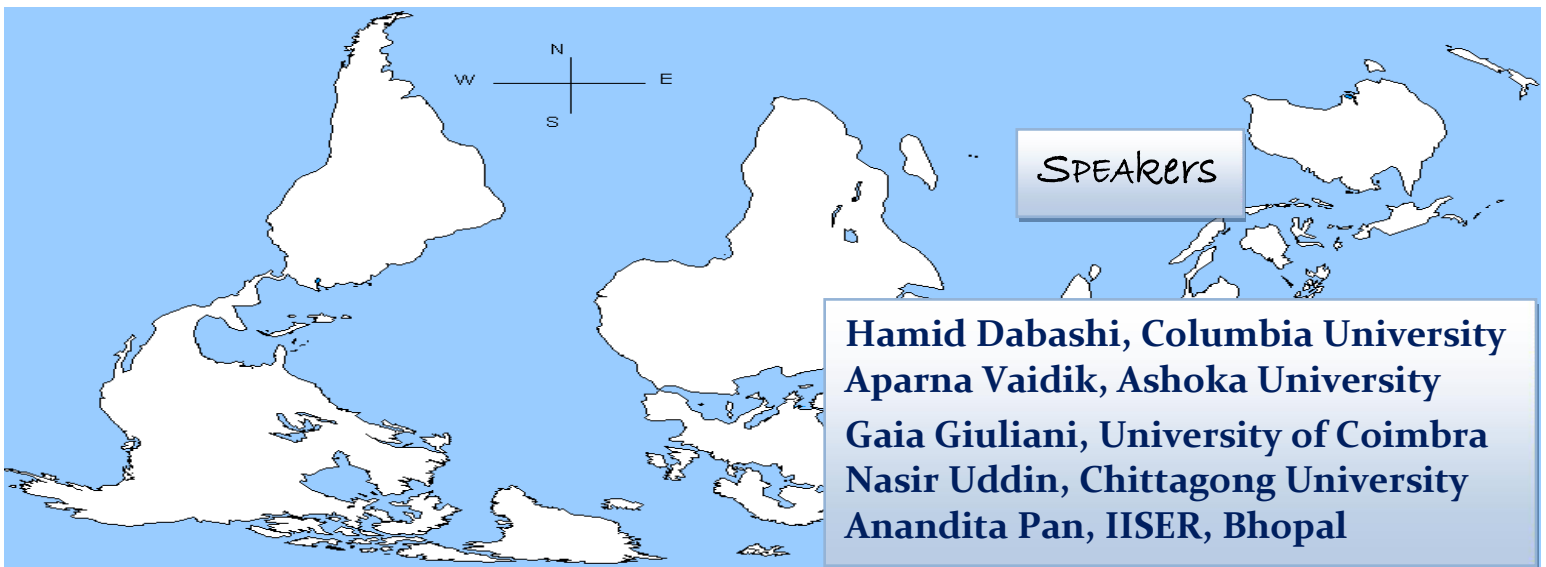 N
W E
S
SPEAkers
Hamid Dabashi, Columbia University
Aparna Vaidik, Ashoka University
Gaia Giuliani, University of Coimbra
Nasir Uddin, Chittagong University
Anandita Pan, IISER, Bhopal